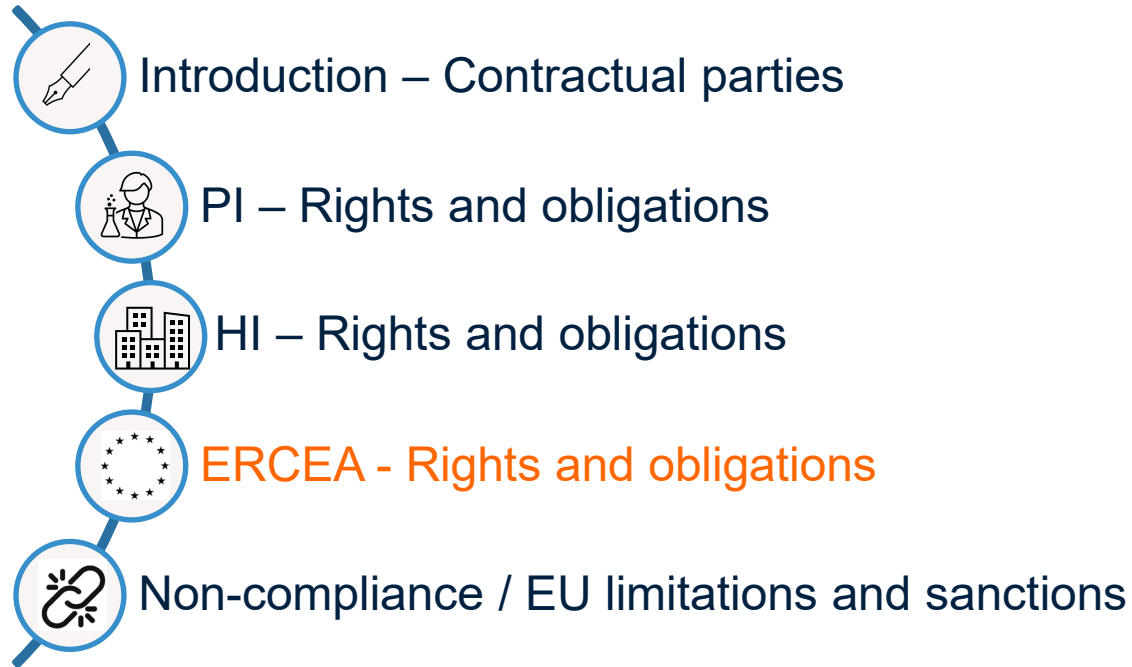 Introduction – Contractual parties
PI – Rights and obligations
HI – Rights and obligations
ERCEA - Rights and obligations
Non-compliance / EU limitations and sanctions